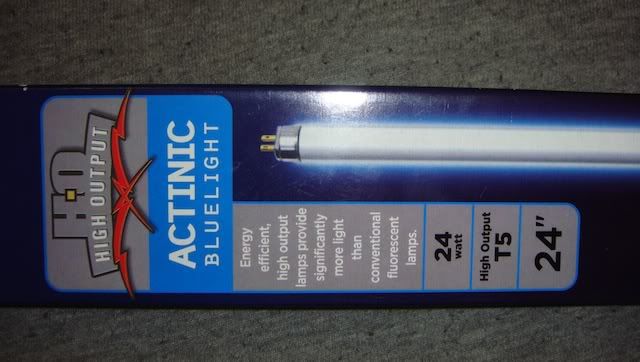 H.O
HIGH OUTPUT
ACTINIC
BLUELIGHT
Energy
efficient,
high output
lamps provide
significantly
more light
than
conventional
fluorescent
lamps.
24
watt
High Output
T5
24"